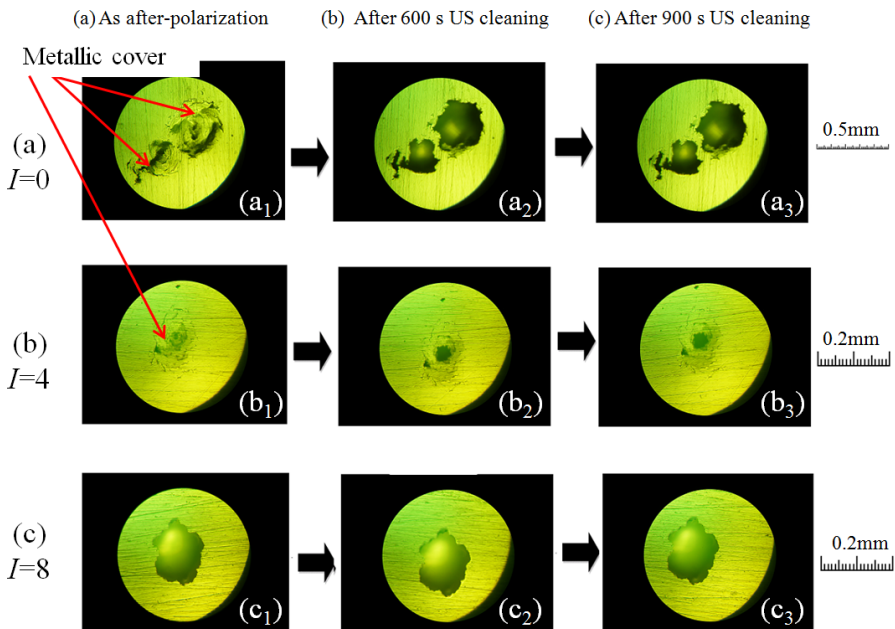 (a) As after-polarization (b) After 600 s US cleaning (c) After 900 s US cleaning
Metallic cover
(a)
I=0
(a1)
(a2)
(a3)
0.5mm
(b)
I=4
(b1)
(b2)
(b3)
0.2mm
(c)
I=8
(c1)
(c2)
(c3)
0.2mm